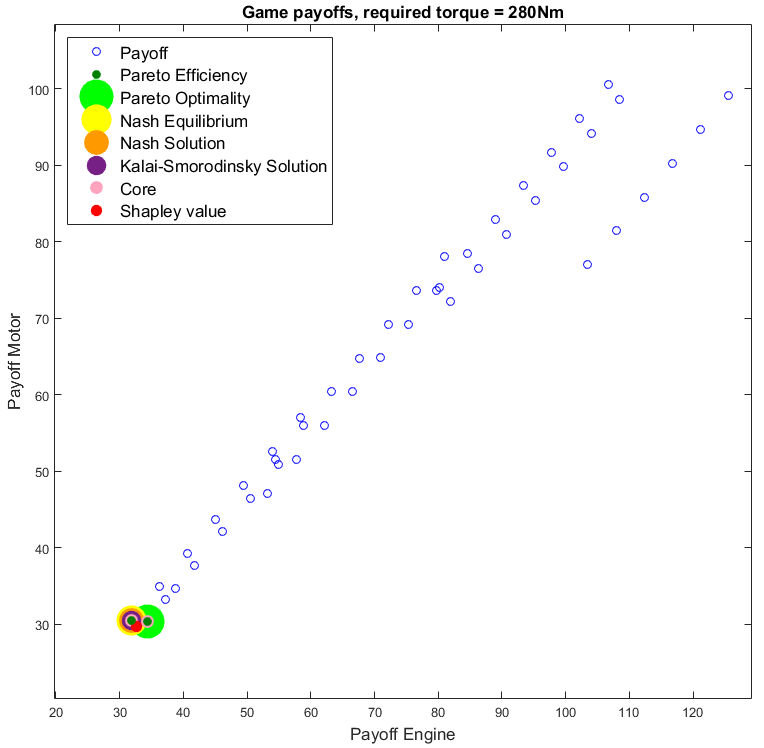 Game payoffs, required torque = 280Nm
Payoff
Pareto Efficiency
Pareto Optimality
Nash Equilibrium
Nash Solution
Kalai-Smorodinsky Solution
Core
Shapley value
100
90
80
70
60
50
40
30
Payoff Motor
20 30 40 50 60 70 80 90 100 110 120
Payoff Engine